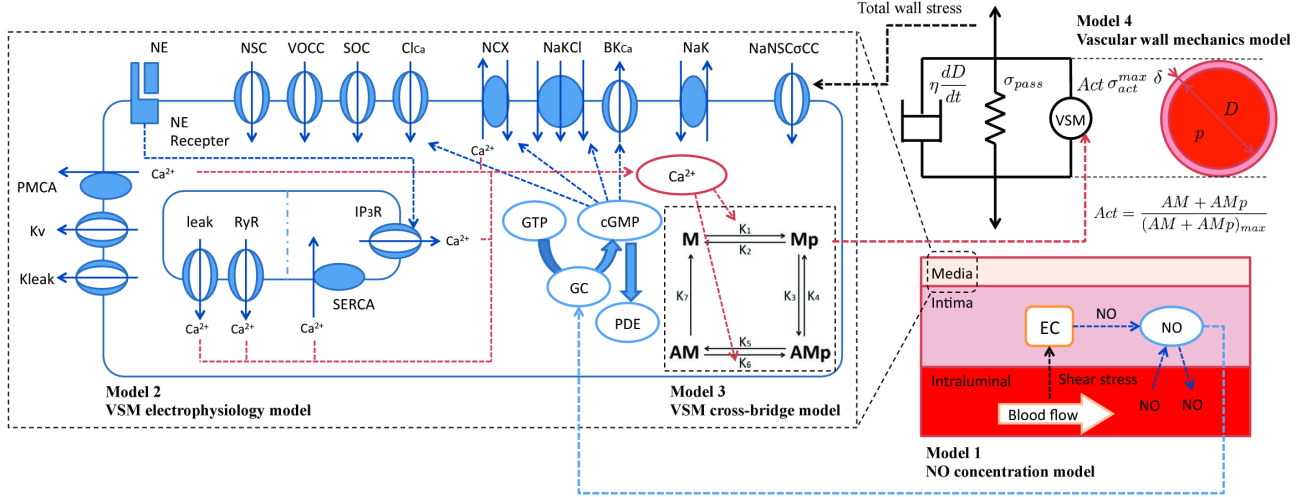 Total wall stress
Model 4
Vascular wall mechanics model
NE
NSC
VOCC
SOC
ClCa
NCX
NaKCl
BKCa
NaK
NaNSCσCC
η dD/dt
σpass
Act σact^max δ
VSM
D
p
NE
Recepter
Ca²⁺
Ca²⁺
Ca²⁺
PMCA
Kv
Kleak
leak
RyR
IP3R
Ca²⁺
SERCA
Ca²⁺
Ca²⁺
Ca²⁺
GTP
cGMP
GC
PDE
M
K1
K2
Mp
K7
K3
K4
AM
K5
K6
AMp
Act = (AM + AMp)/(AM + AMp)max
Media
Intima
EC
NO
NO
Intraluminal
Shear stress
Blood flow
NO
NO
Model 2
VSM electrophysiology model
Model 3
VSM cross-bridge model
Model 1
NO concentration model